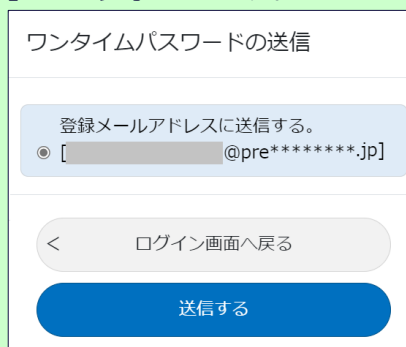 ワンタイムパスワードの送信
登録メールアドレスに送信する。
[ @pre********.jp]
< ログイン画面へ戻る
送信する